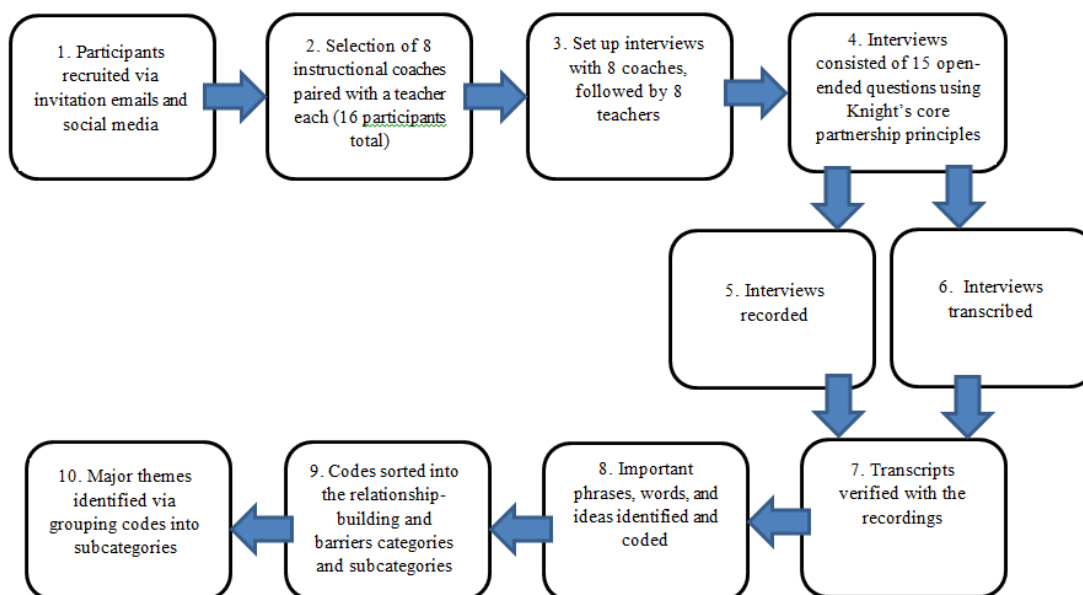 1. Participants
recruited via
invitation emails and
social media
2. Selection of 8
instructional coaches
paired with a teacher
each (16 participants
total)
3. Set up interviews
with 8 coaches,
followed by 8
teachers
4. Interviews
consisted of 15 open-
ended questions using
Knight’s core
partnership principles
5. Interviews
recorded
6. Interviews
transcribed
7. Transcripts
verified with the
recordings
8. Important
phrases, words, and
ideas identified and
coded
9. Codes sorted into
the relationship-
building and
barriers categories
and subcategories
10. Major themes
identified via
grouping codes into
subcategories